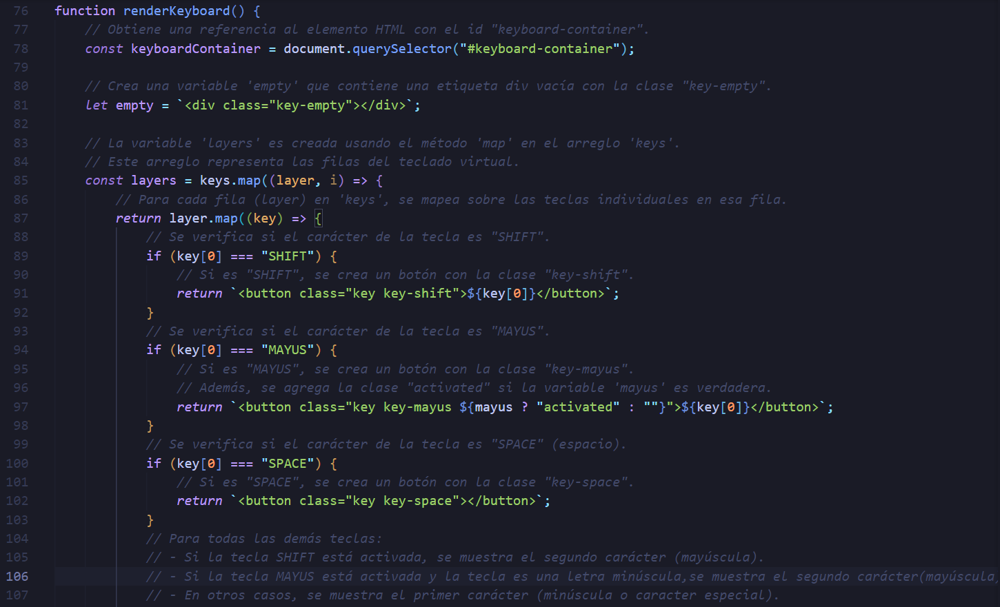 76 function renderKeyboard() {
77 // Obtiene una referencia al elemento HTML con el id "keyboard-container".
78 const keyboardContainer = document.querySelector("#keyboard-container");
79
80 // Crea una variable 'empty' que contiene una etiqueta div vacía con la clase "key-empty".
81 let empty = `<div class="key-empty"></div>`;
82
83 // La variable 'layers' es creada usando el método 'map' en el arreglo 'keys'.
84 // Este arreglo representa las filas del teclado virtual.
85 const layers = keys.map((layer, i) => {
86 // Para cada fila (layer) en 'keys', se mapea sobre las teclas individuales en esa fila.
87 return layer.map((key) => {
88 // Se verifica si el carácter de la tecla es "SHIFT".
89 if (key[0] === "SHIFT") {
90 // Si es "SHIFT", se crea un botón con la clase "key-shift".
91 return `<button class="key key-shift">${key[0]}</button>`;
92 }
93 // Se verifica si el carácter de la tecla es "MAYUS".
94 if (key[0] === "MAYUS") {
95 // Si es "MAYUS", se crea un botón con la clase "key-mayus".
96 // Además, se agrega la clase "activated" si la variable 'mayus' es verdadera.
97 return `<button class="key key-mayus ${mayus ? "activated" : ""}">${key[0]}</button>`;
98 }
99 // Se verifica si el carácter de la tecla es "SPACE" (espacio).
100 if (key[0] === "SPACE") {
101 // Si es "SPACE", se crea un botón con la clase "key-space".
102 return `<button class="key key-space"></button>`;
103 }
104 // Para todas las demás teclas:
105 // - Si la tecla SHIFT está activada, se muestra el segundo carácter (mayúscula).
106 // - Si la tecla MAYUS está activada y la tecla es una letra minúscula,se muestra el segundo carácter(mayúscula
107 // - En otros casos, se muestra el primer carácter (minúscula o caracter especial).